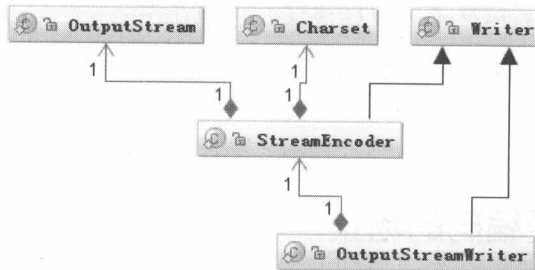 OutputStream
Charset
Writer
1
1
1
1
StreamEncoder
1
1
OutputStreamWriter